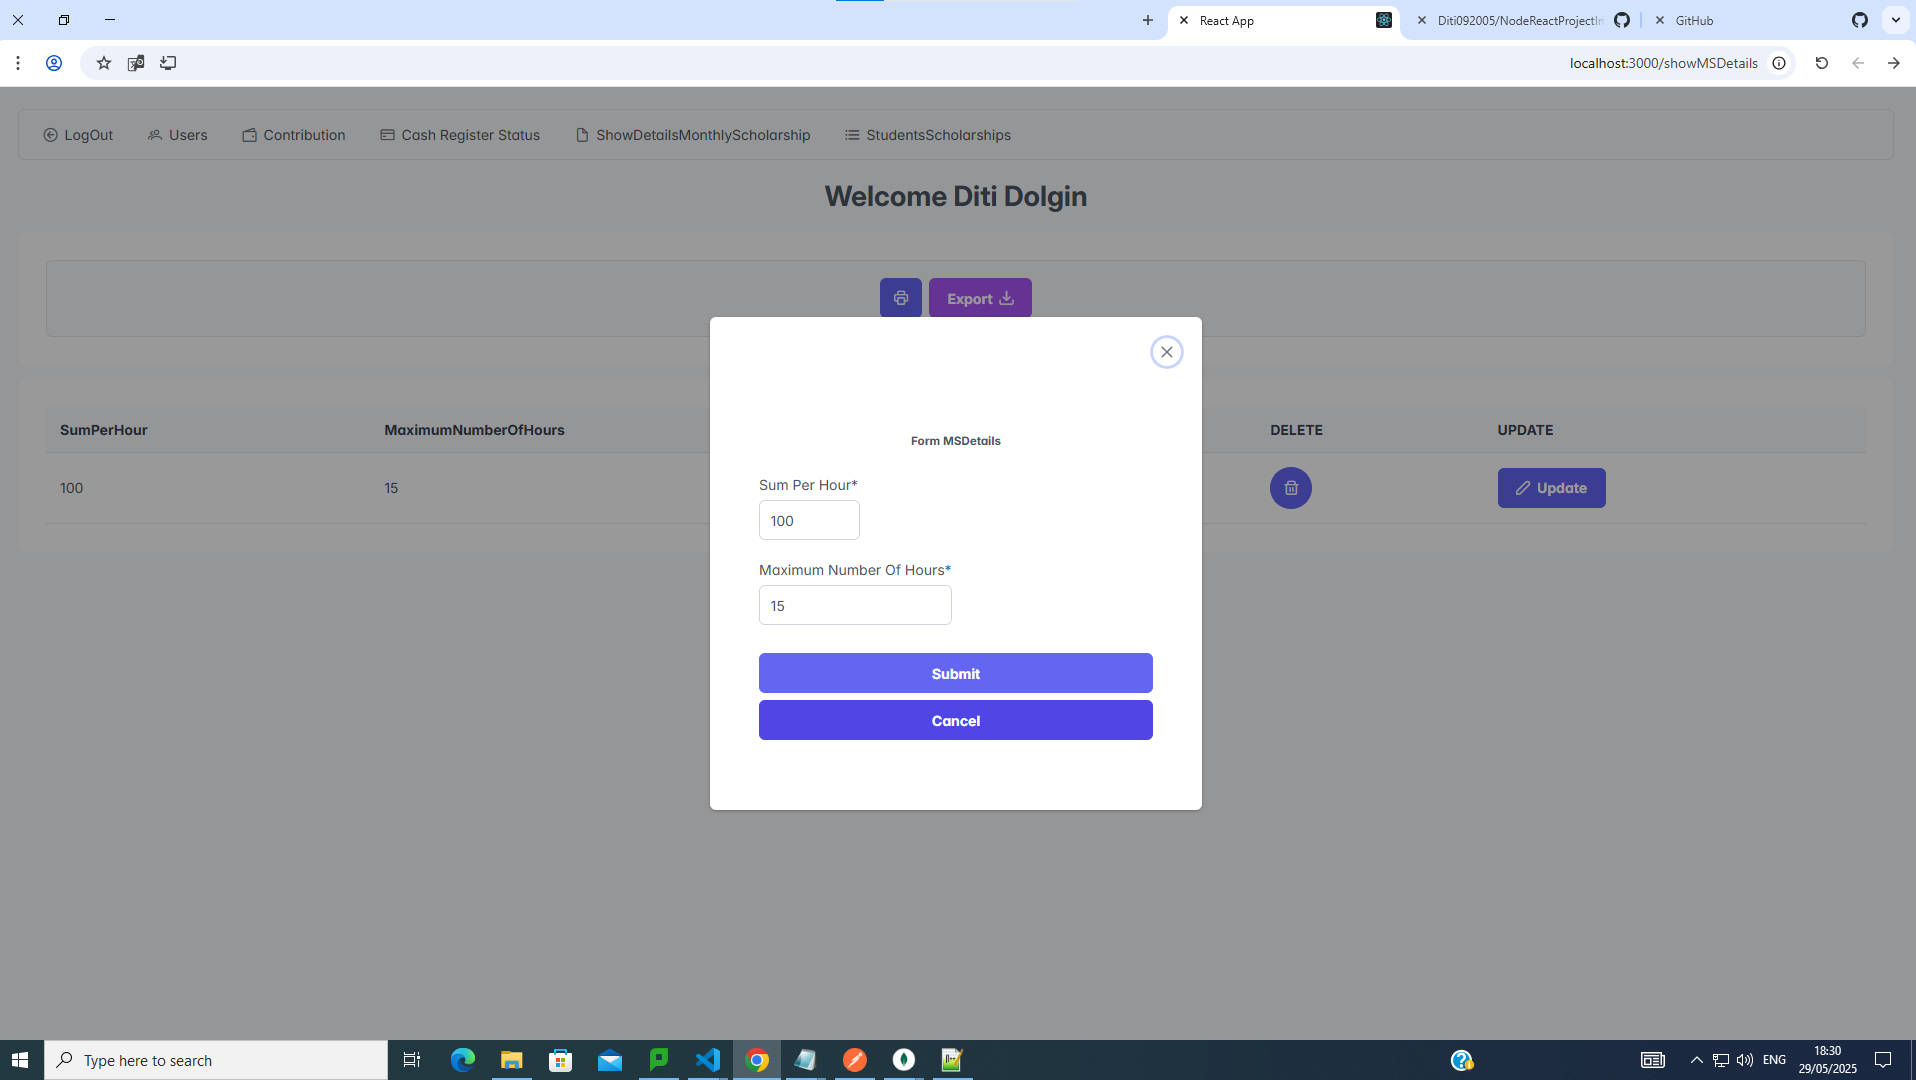 React App
Diti092005/NodeReactProjectIn
GitHub
localhost:3000/showMSDetails
LogOut Users Contribution Cash Register Status ShowDetailsMonthlyScholarship StudentsScholarships
Welcome Diti Dolgin
Export
SumPerHour MaximumNumberOfHours DELETE UPDATE
100 15 Update
Form MSDetails
Sum Per Hour*
100
Maximum Number Of Hours*
15
Submit
Cancel
Type here to search
ENG
18:30
29/05/2025